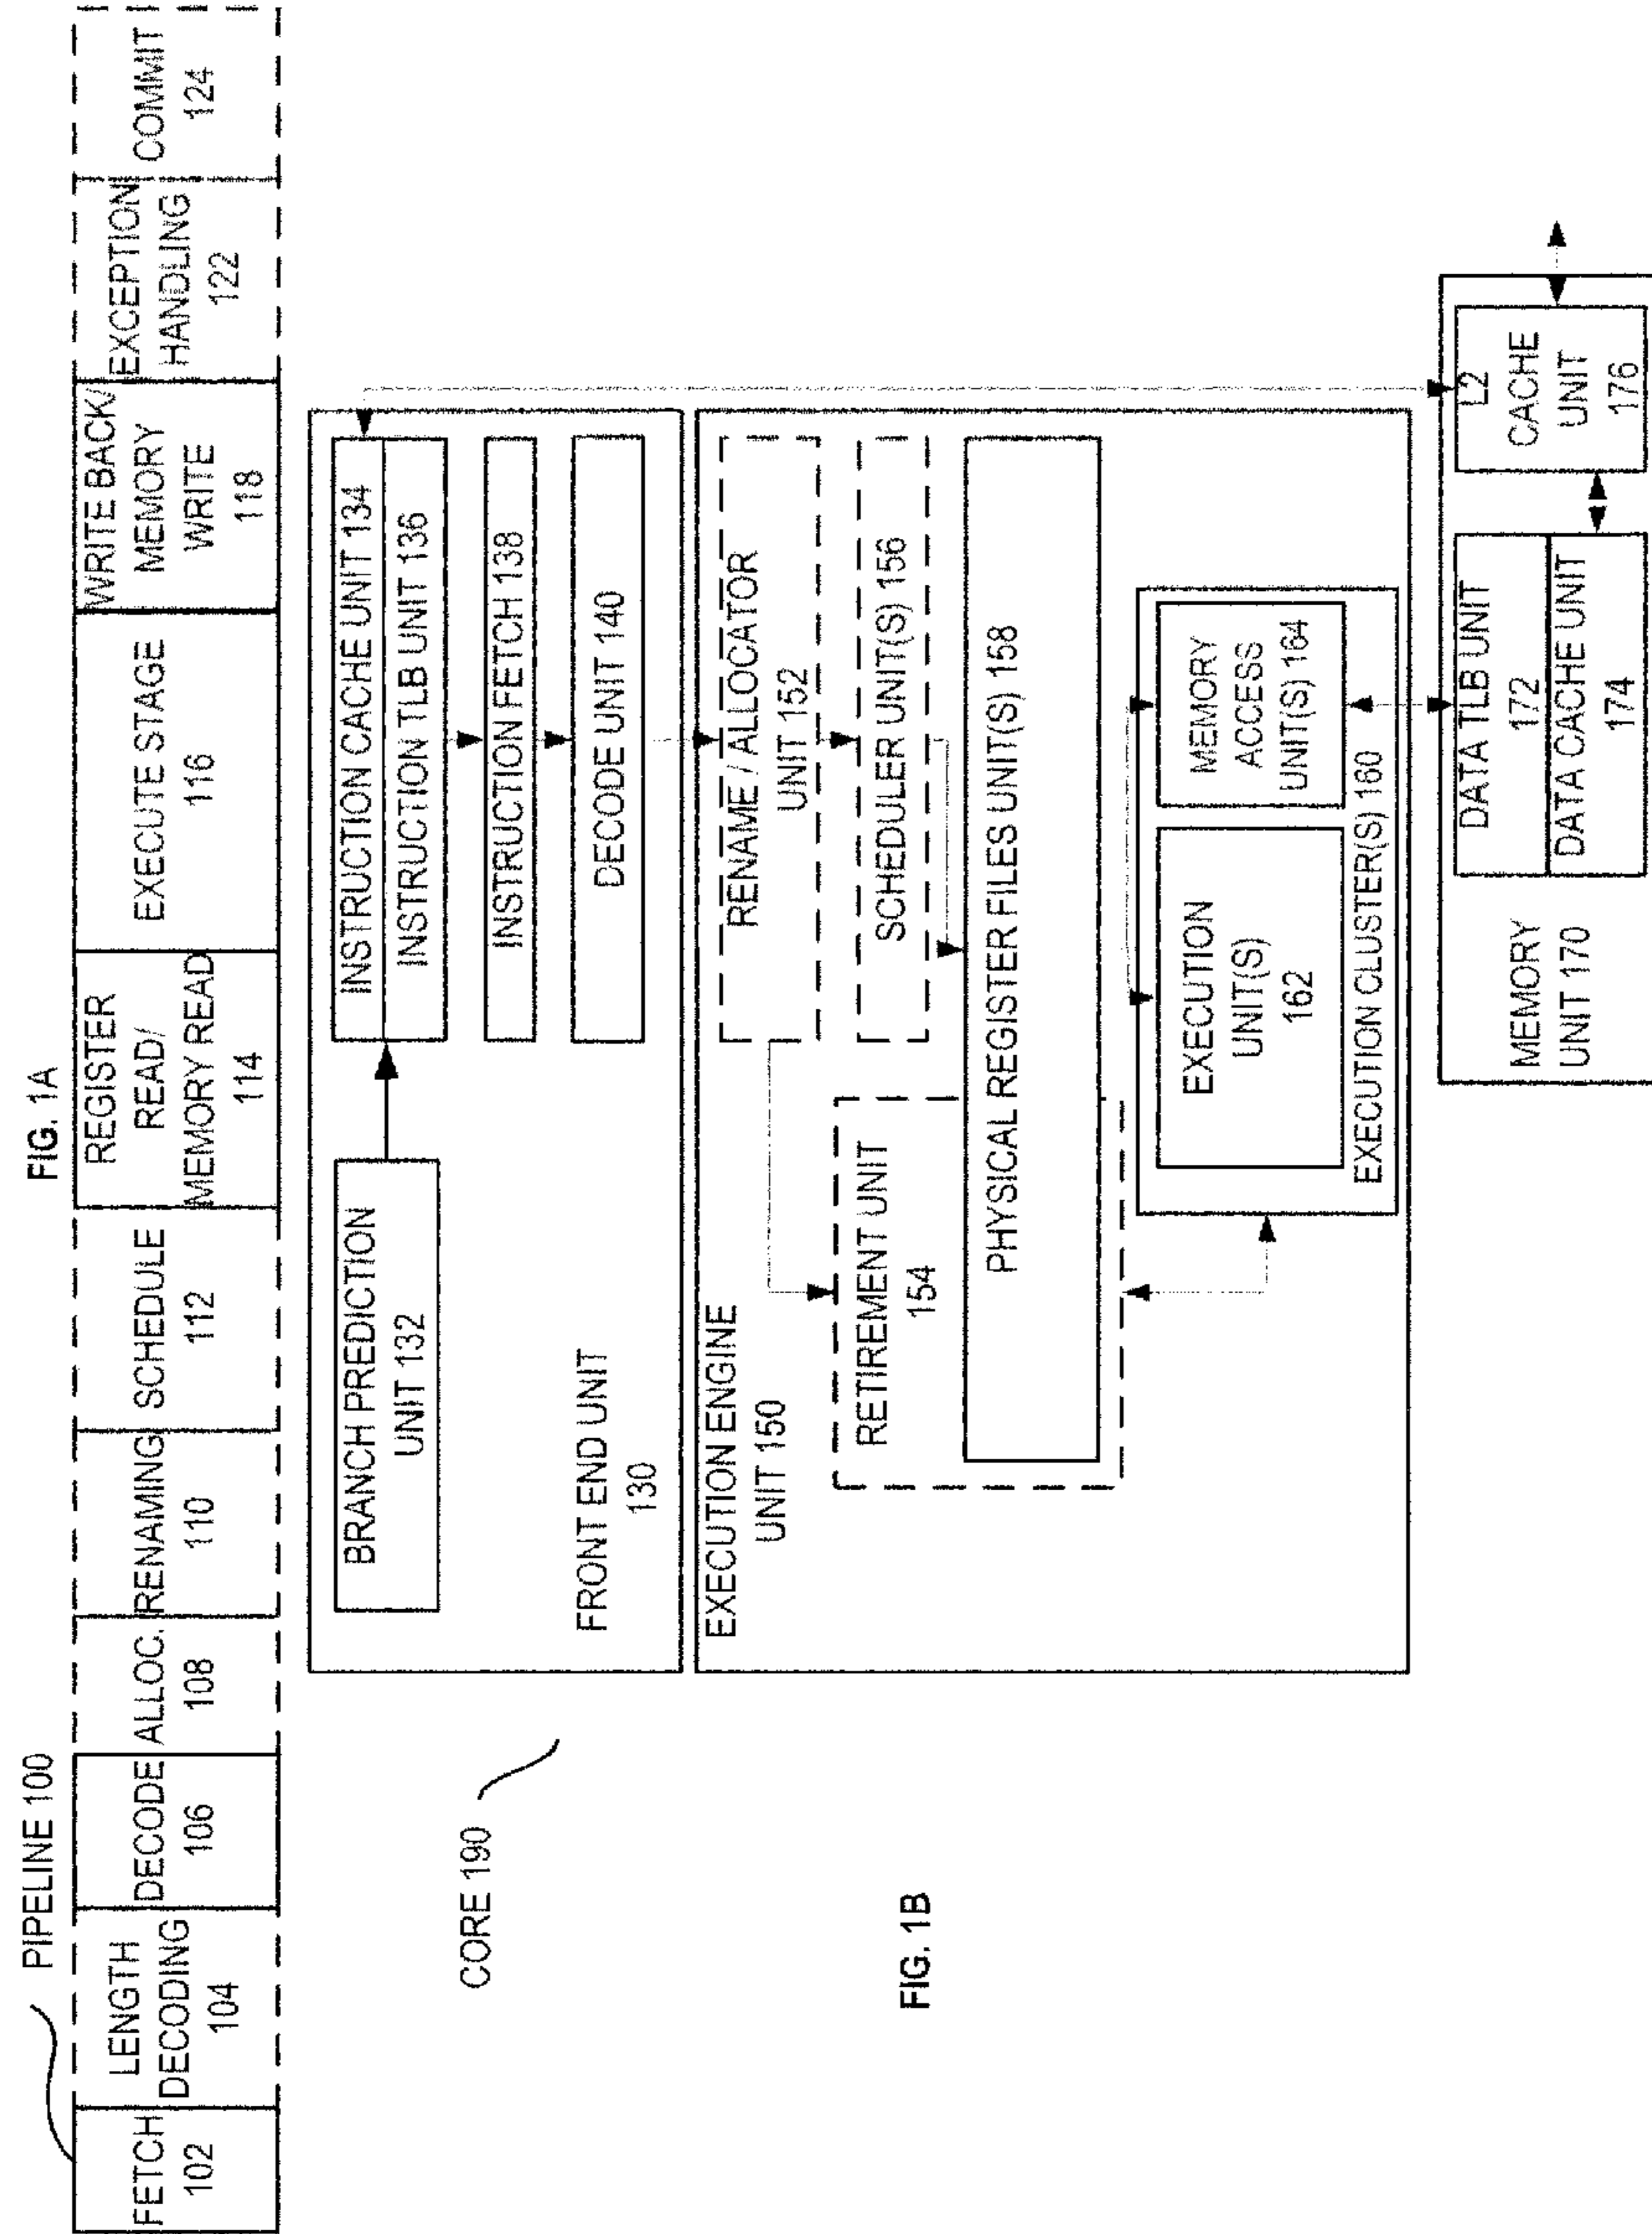 FIG. 1A
PIPELINE 100
FETCH
102
LENGTH
DECODING
104
DECODE
106
ALLOC.
108
RENAMING
110
SCHEDULE
112
REGISTER
READ/
MEMORY READ
114
EXECUTE STAGE
116
WRITE BACK/
MEMORY
WRITE
118
EXCEPTION
HANDLING
122
COMMIT
124
CORE 190
BRANCH PREDICTION
UNIT 132
INSTRUCTION CACHE UNIT 134
INSTRUCTION TLB UNIT 136
INSTRUCTION FETCH 138
DECODE UNIT 140
FRONT END UNIT
130
EXECUTION ENGINE
UNIT 150
RENAME / ALLOCATOR
UNIT 152
RETIREMENT UNIT
154
SCHEDULER UNIT(S) 156
PHYSICAL REGISTER FILES UNIT(S) 158
EXECUTION
UNIT(S)
162
MEMORY
ACCESS
UNIT(S) 164
EXECUTION CLUSTER(S) 160
MEMORY
UNIT 170
DATA TLB UNIT
172
DATA CACHE UNIT
174
L2
CACHE
UNIT
176
FIG. 1B